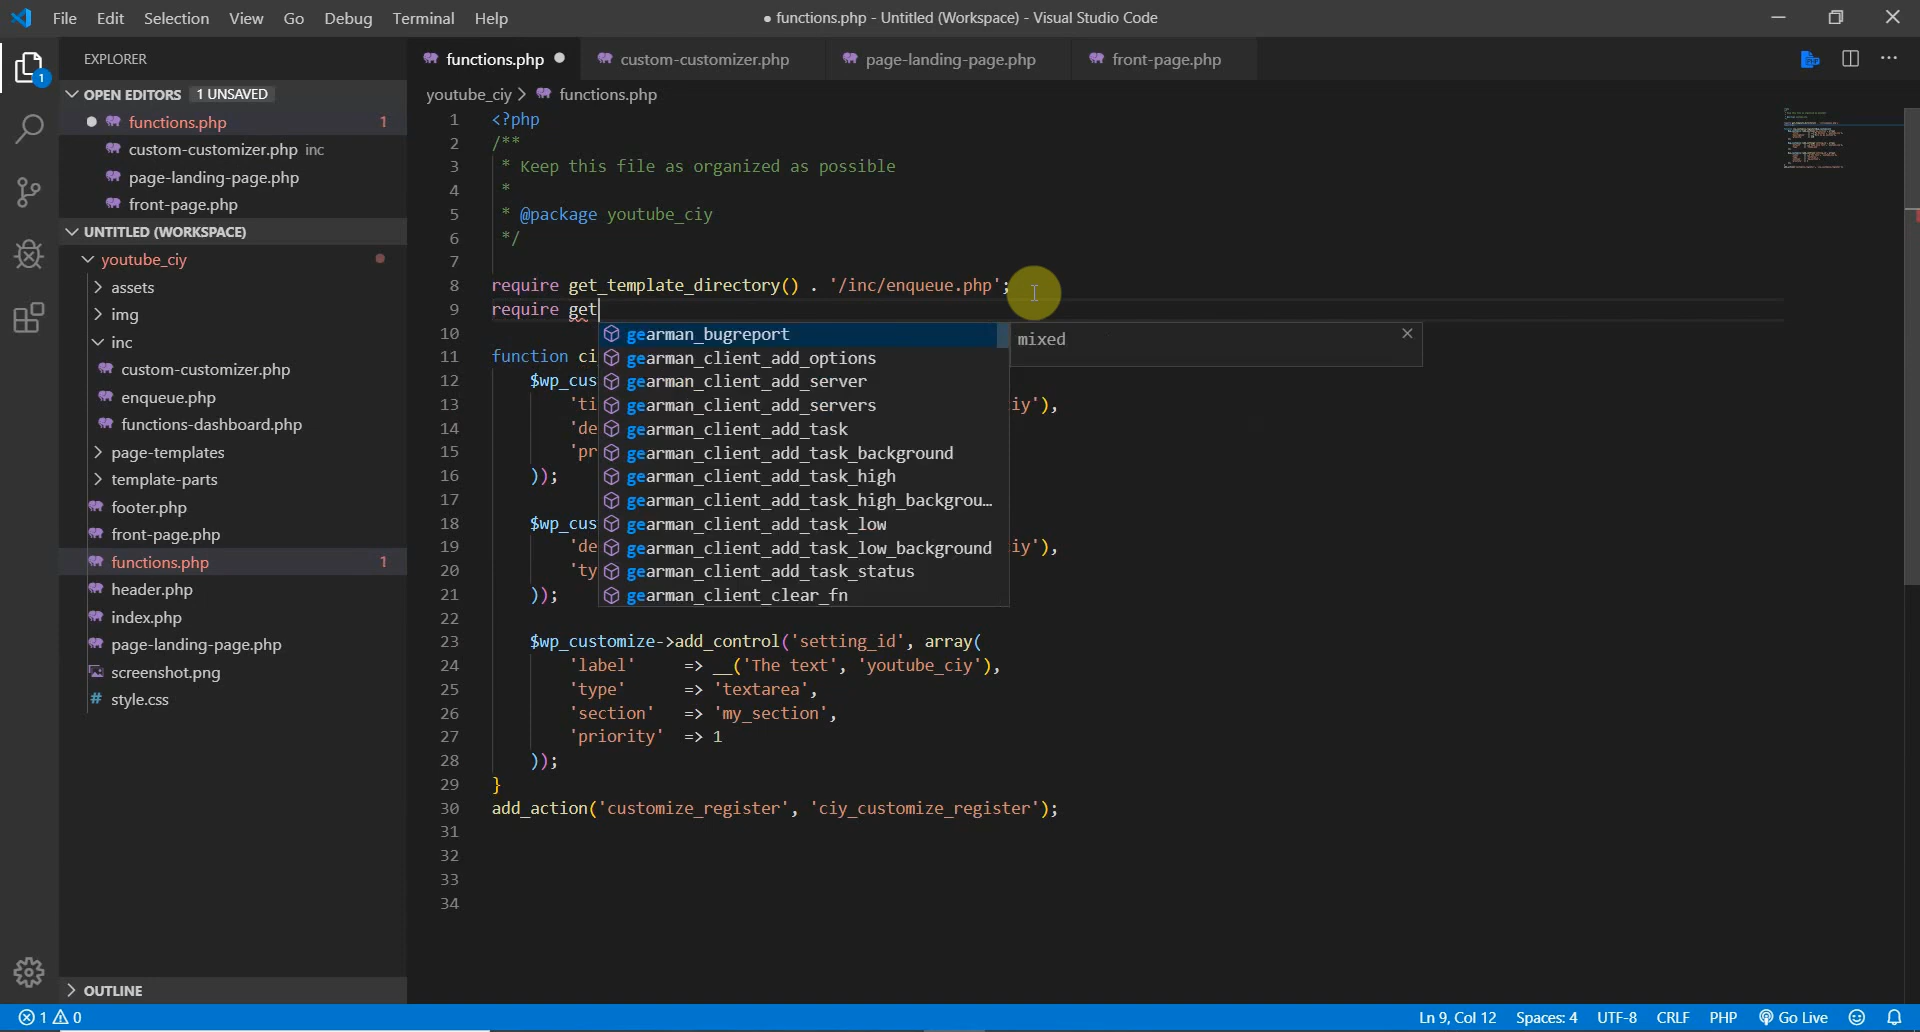 File Edit Selection View Go Debug Terminal Help
● functions.php - Untitled (Workspace) - Visual Studio Code
EXPLORER
1
OPEN EDITORS 1 UNSAVED
functions.php 1
custom-customizer.php inc
page-landing-page.php
front-page.php
UNTITLED (WORKSPACE)
youtube_ciy
assets
img
inc
custom-customizer.php
enqueue.php
functions-dashboard.php
page-templates
template-parts
footer.php
front-page.php
functions.php 1
header.php
index.php
page-landing-page.php
screenshot.png
# style.css
OUTLINE
functions.php custom-customizer.php page-landing-page.php front-page.php
youtube_ciy > functions.php
1 <?php
2 /**
3 * Keep this file as organized as possible
4 *
5 * @package youtube_ciy
6 */
7
8 require get_template_directory() . '/inc/enqueue.php';
9 require get
10
11 function ci
12 $wp_cus
13 'ti iy'),
14 'de
15 'pr
16 ));
17
18 $wp_cus
19 'de iy'),
20 'ty
21 ));
22
23 $wp_customize->add_control('setting_id', array(
24 'label' => __('The text', 'youtube_ciy'),
25 'type' => 'textarea',
26 'section' => 'my_section',
27 'priority' => 1
28 ));
29 }
30 add_action('customize_register', 'ciy_customize_register');
31
32
33
34
gearman_bugreport
gearman_client_add_options
gearman_client_add_server
gearman_client_add_servers
gearman_client_add_task
gearman_client_add_task_background
gearman_client_add_task_high
gearman_client_add_task_high_backgrou…
gearman_client_add_task_low
gearman_client_add_task_low_background
gearman_client_add_task_status
gearman_client_clear_fn
mixed
1 0
Ln 9, Col 12 Spaces: 4 UTF-8 CRLF PHP Go Live